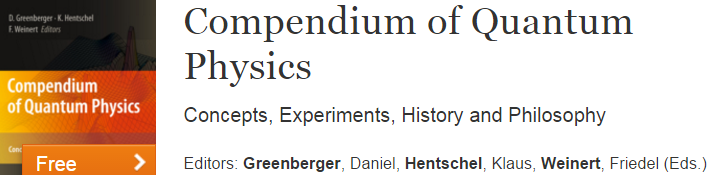 D. Greenberger · K. Hentschel
F. Weinert Editors
Compendium
of Quantum Physics
Conc
Free
Compendium of Quantum
Physics
Concepts, Experiments, History and Philosophy
Editors: Greenberger, Daniel, Hentschel, Klaus, Weinert, Friedel (Eds.)